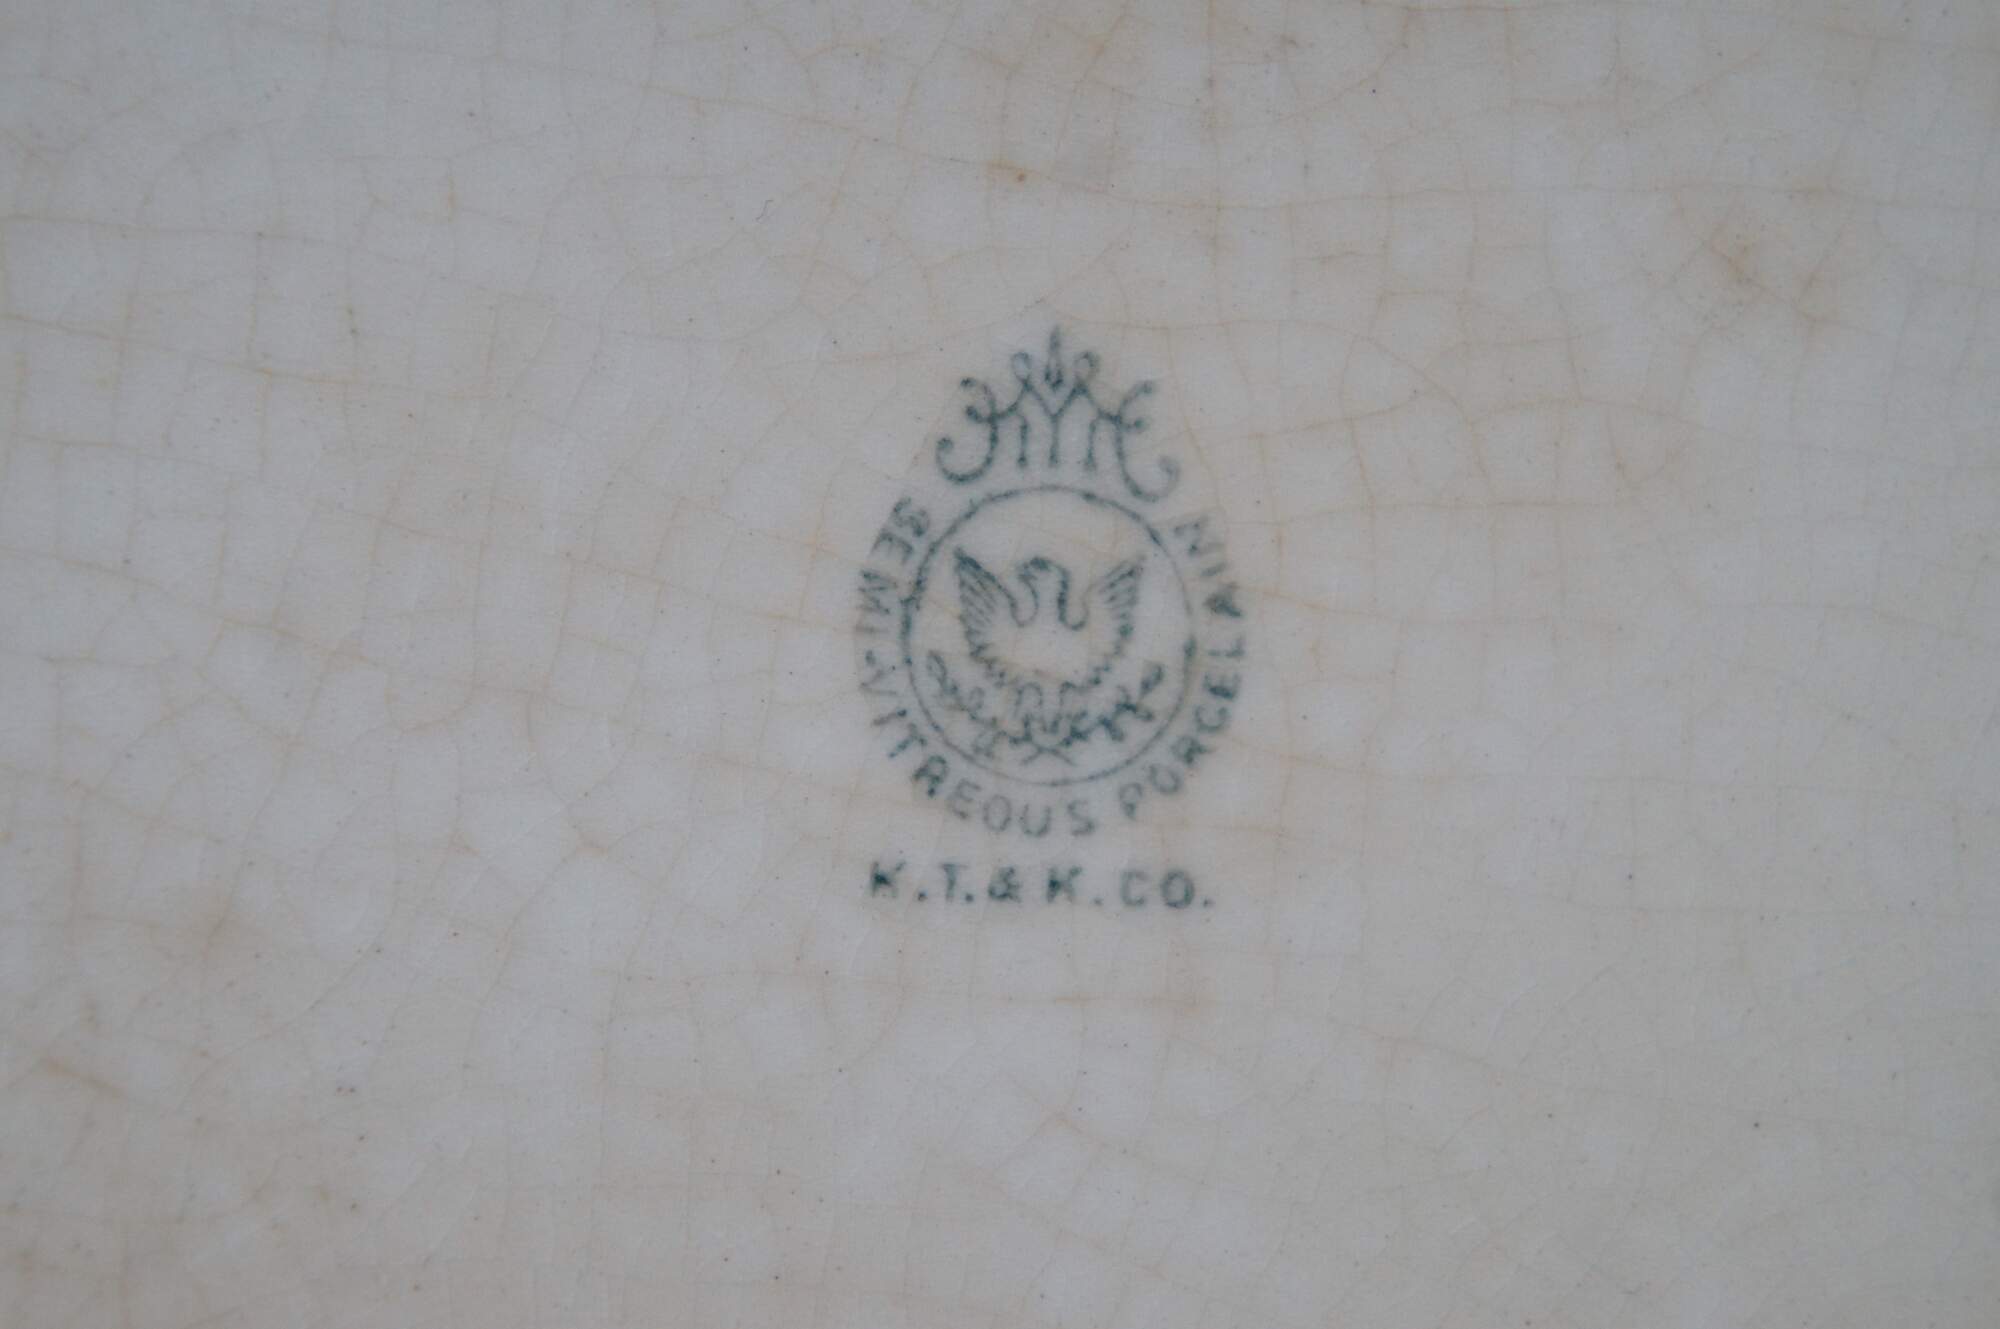 SEMI-VITREOUS PORCELAIN
K.T.& K.CO.